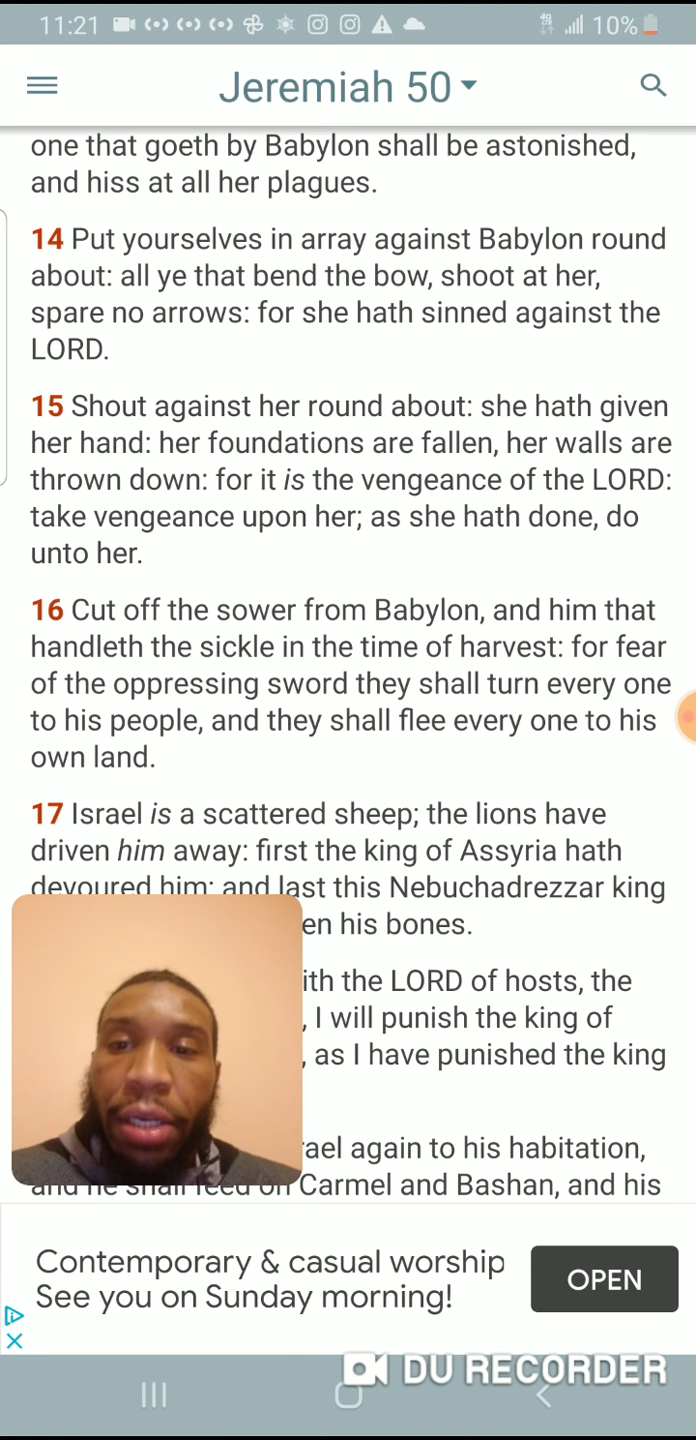 11:21
4G
10%
Jeremiah 50
one that goeth by Babylon shall be astonished,
and hiss at all her plagues.
14 Put yourselves in array against Babylon round
about: all ye that bend the bow, shoot at her,
spare no arrows: for she hath sinned against the
LORD.
15 Shout against her round about: she hath given
her hand: her foundations are fallen, her walls are
thrown down: for it is the vengeance of the LORD:
take vengeance upon her; as she hath done, do
unto her.
16 Cut off the sower from Babylon, and him that
handleth the sickle in the time of harvest: for fear
of the oppressing sword they shall turn every one
to his people, and they shall flee every one to his
own land.
17 Israel is a scattered sheep; the lions have
driven him away: first the king of Assyria hath
devoured him; and last this Nebuchadrezzar king
en his bones.
ith the LORD of hosts, the
, I will punish the king of
, as I have punished the king
rael again to his habitation,
and he shall feed on Carmel and Bashan, and his
Contemporary & casual worship
See you on Sunday morning!
OPEN
DU RECORDER